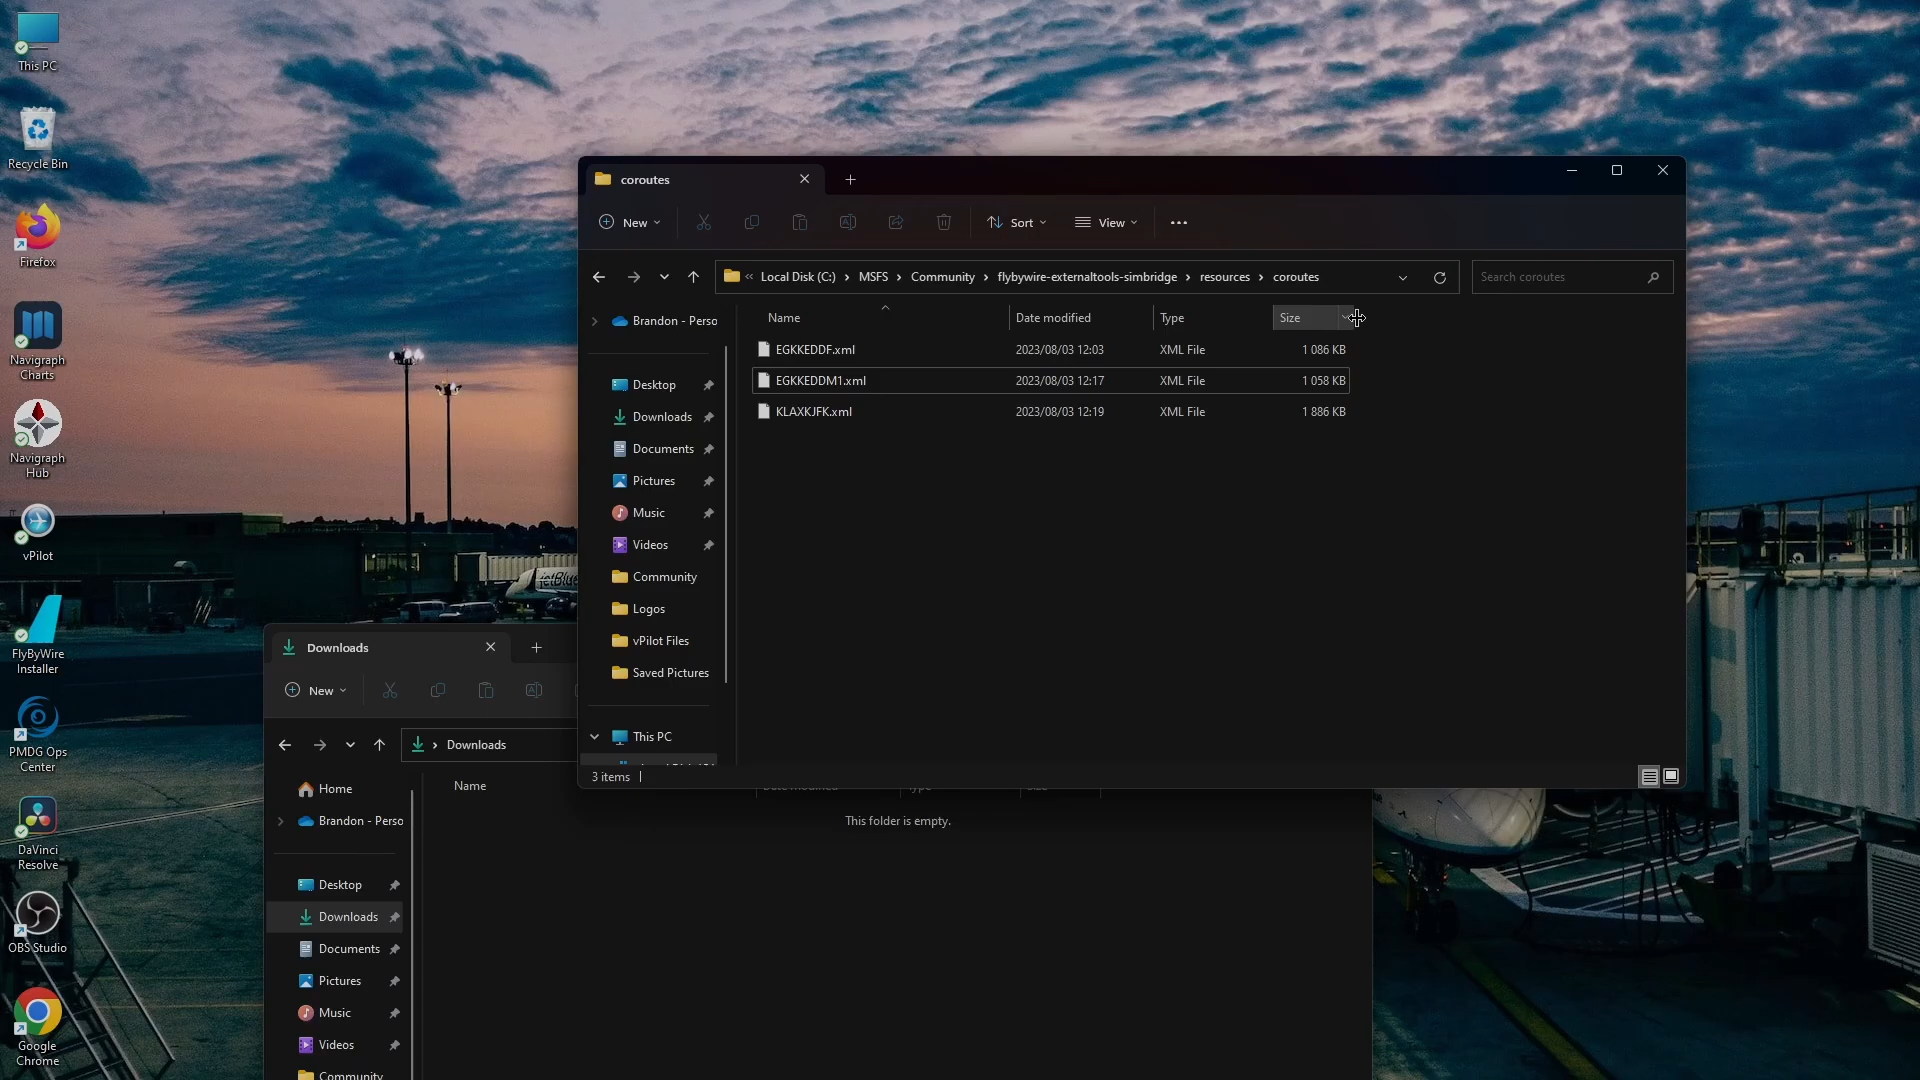 This PC
Recycle Bin
Firefox
Navigraph
Charts
Navigraph
Hub
vPilot
FlyByWire
Installer
PMDG Ops
Center
DaVinci
Resolve
OBS Studio
Google
Chrome
coroutes
New
Sort
View
Local Disk (C:) › MSFS › Community › flybywire-externaltools-simbridge › resources › coroutes
Search coroutes
Brandon - Perso
Desktop
Downloads
Documents
Pictures
Music
Videos
Community
Logos
vPilot Files
Saved Pictures
This PC
Name Date modified Type Size
EGKKEDDF.xml 2023/08/03 12:03 XML File 1 086 KB
EGKKEDDM1.xml 2023/08/03 12:17 XML File 1 058 KB
KLAXKJFK.xml 2023/08/03 12:19 XML File 1 886 KB
3 items
Downloads
New
Downloads
Home
Brandon - Perso
Desktop
Downloads
Documents
Pictures
Music
Videos
Community
Name
This folder is empty.
jetBlue